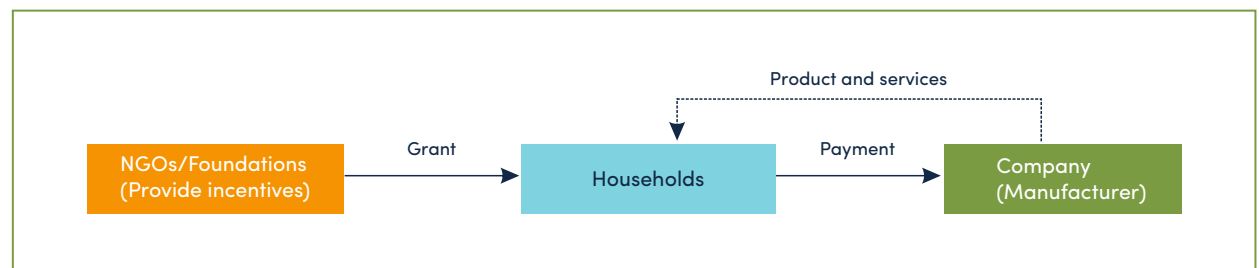 Product and services
NGOs/Foundations
(Provide incentives)
Grant
Households
Payment
Company
(Manufacturer)